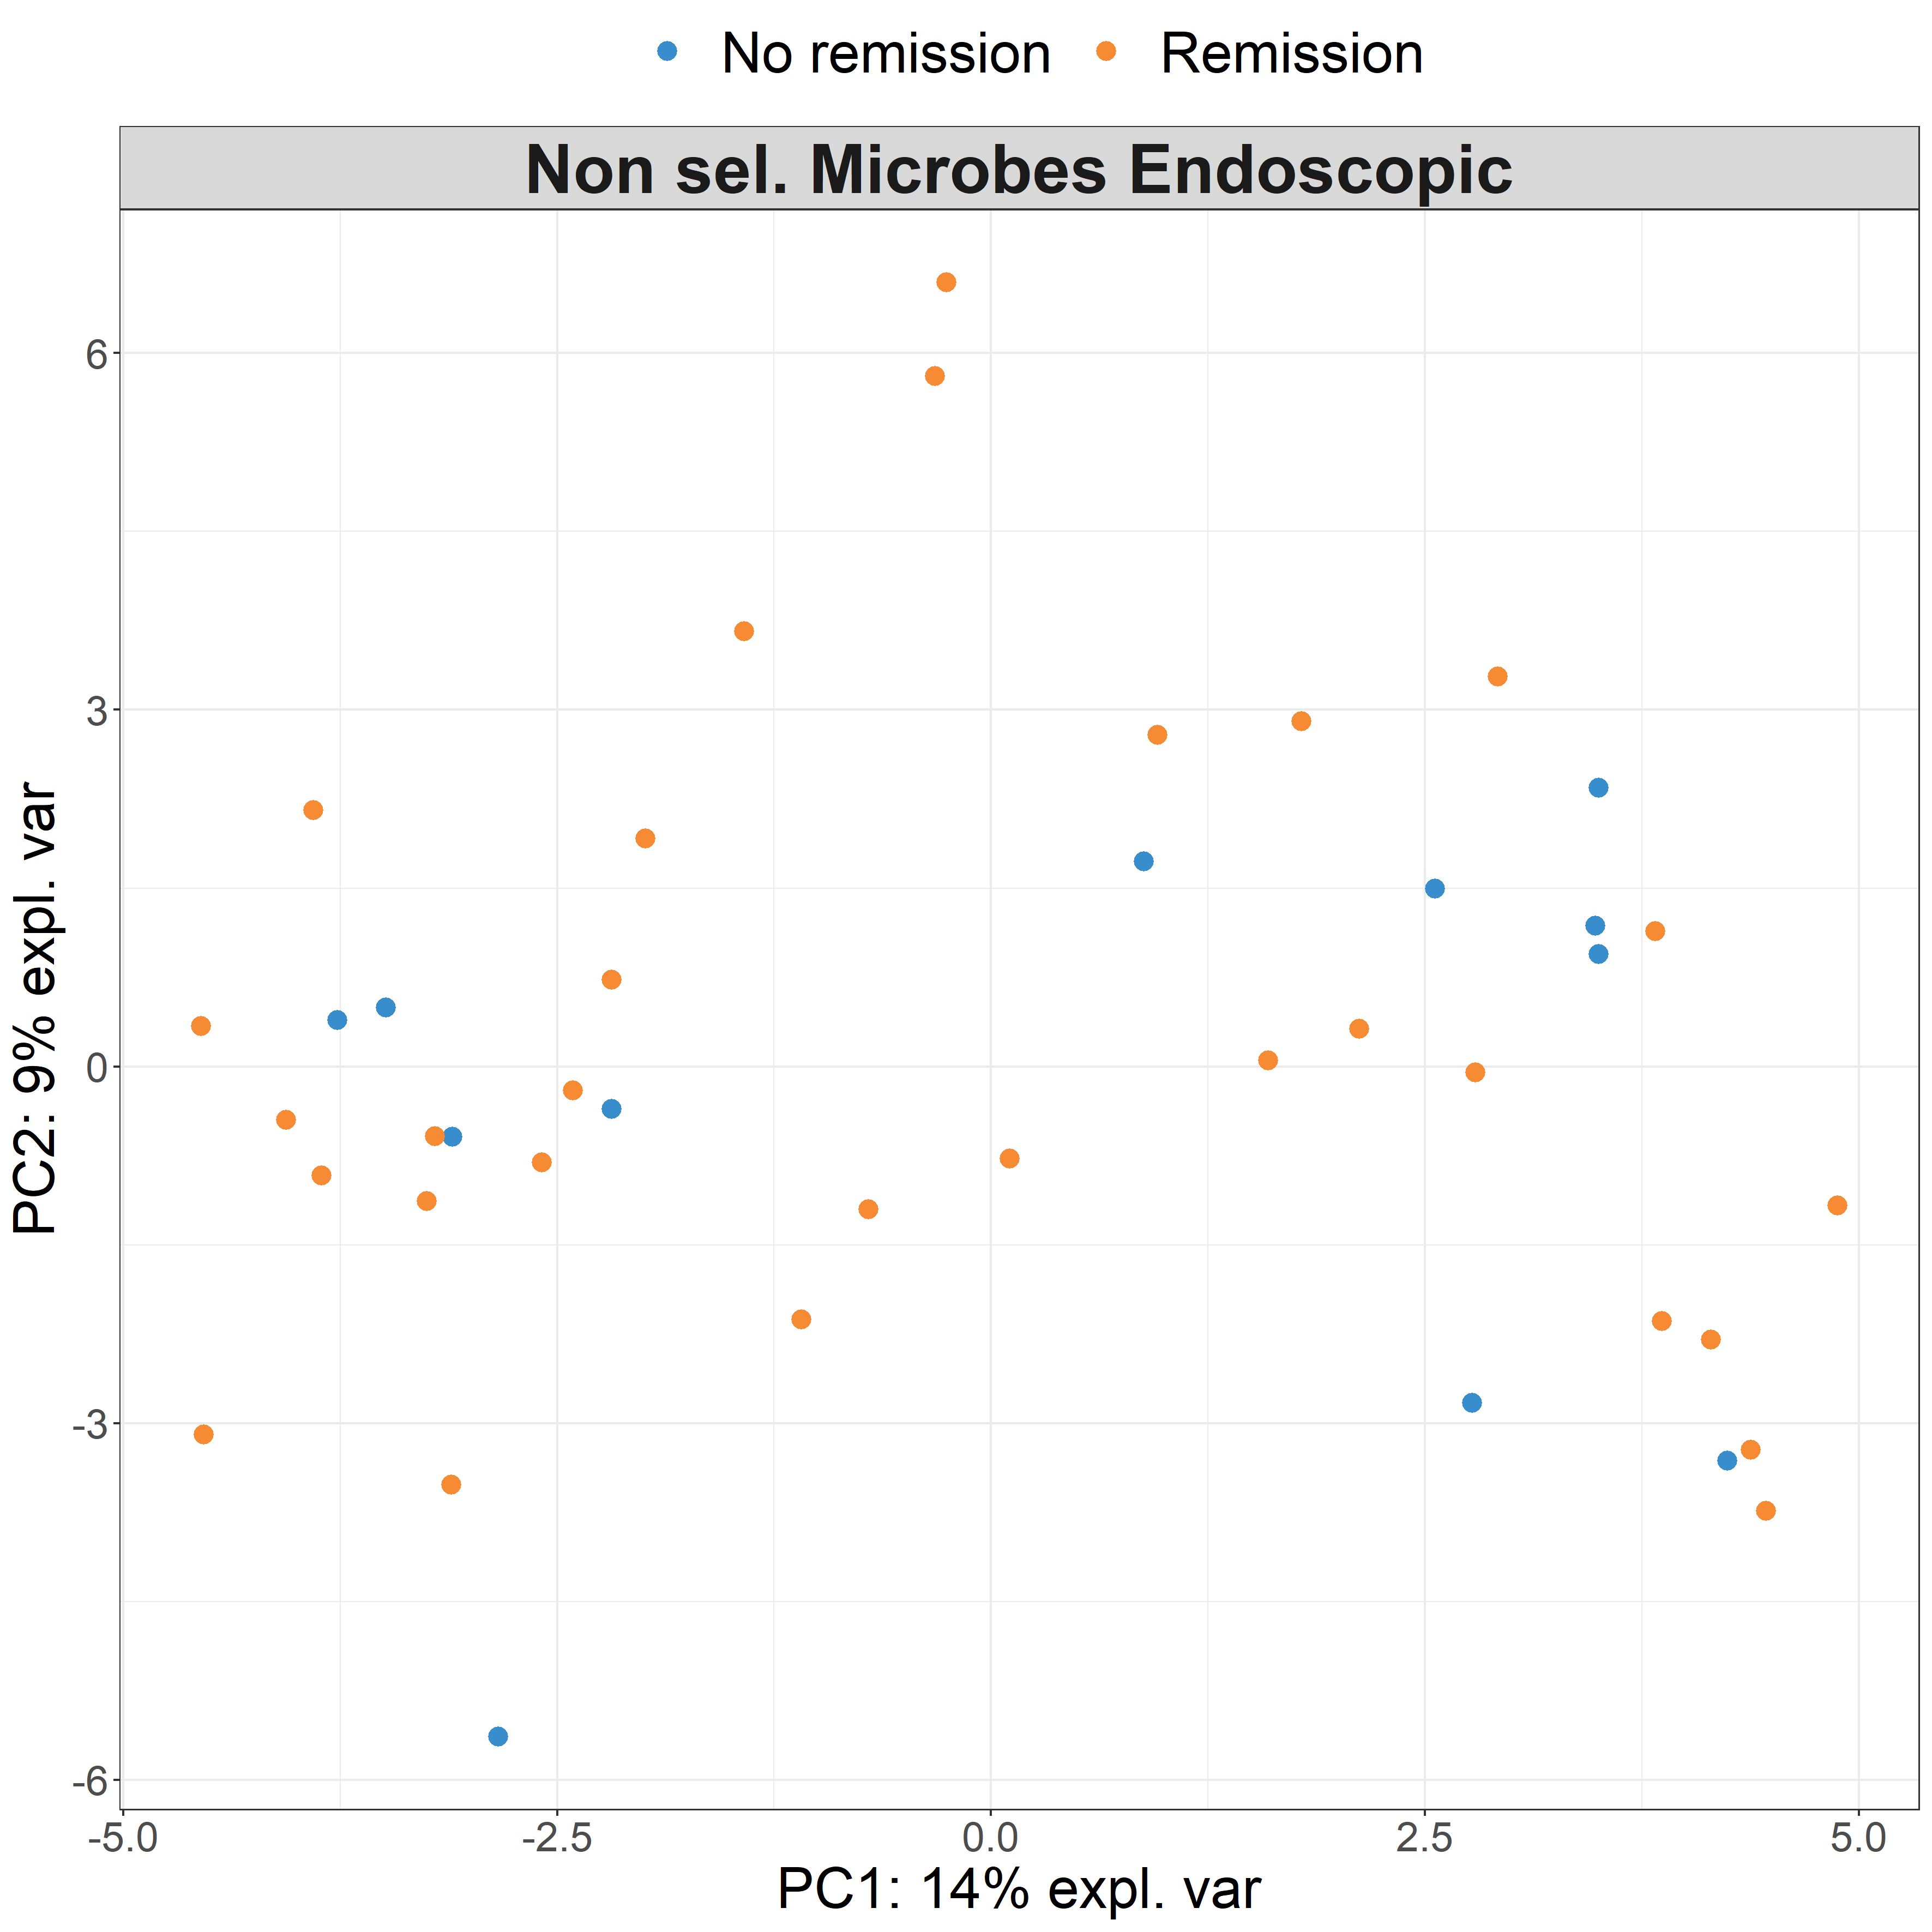 No remission Remission
Non sel. Microbes Endoscopic
PC2: 9% expl. var
6
3
0
-3
-6
-5.0 -2.5 0.0 2.5 5.0
PC1: 14% expl. var